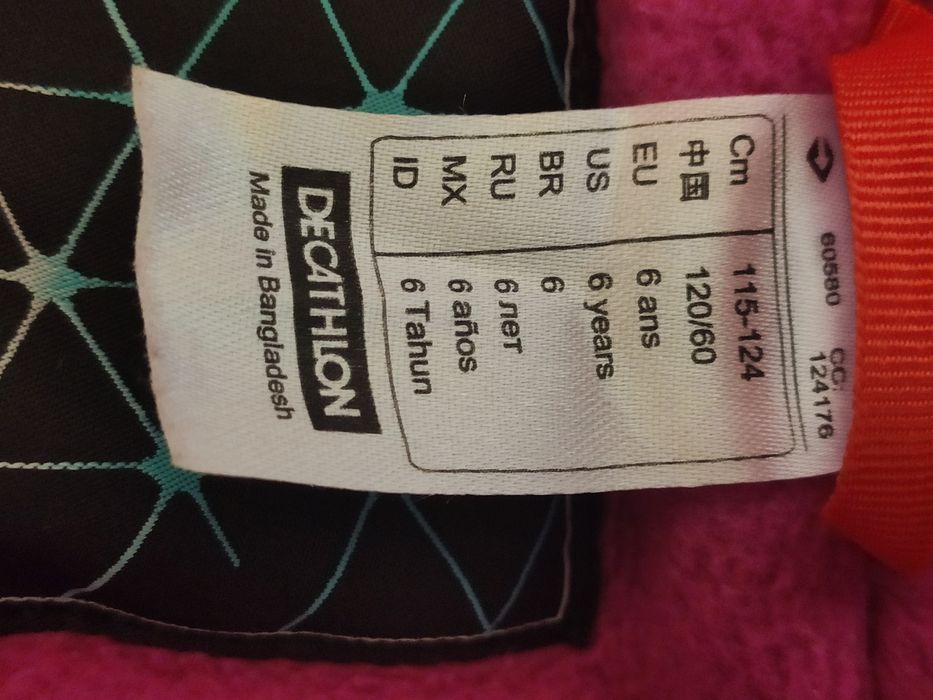 60580 CC: 124176
Cm 115-124
中国 120/60
EU 6 ans
US 6 years
BR 6
RU 6 лет
MX 6 años
ID 6 Tahun
DECATHLON
Made in Bangladesh